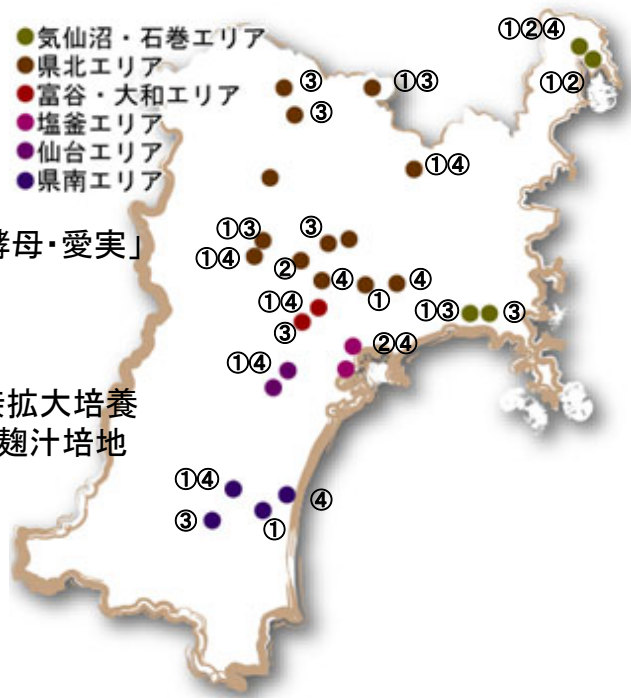 気仙沼・石巻エリア
①②④
県北エリア
③
①③
①②
富谷・大和エリア
③
塩釜エリア
仙台エリア
①④
県南エリア
①③
③
酵母・愛実」
①④
②
④
④
①④
①
①③
③
③
②④
①④
接拡大培養
麹汁培地
①④
④
③
①